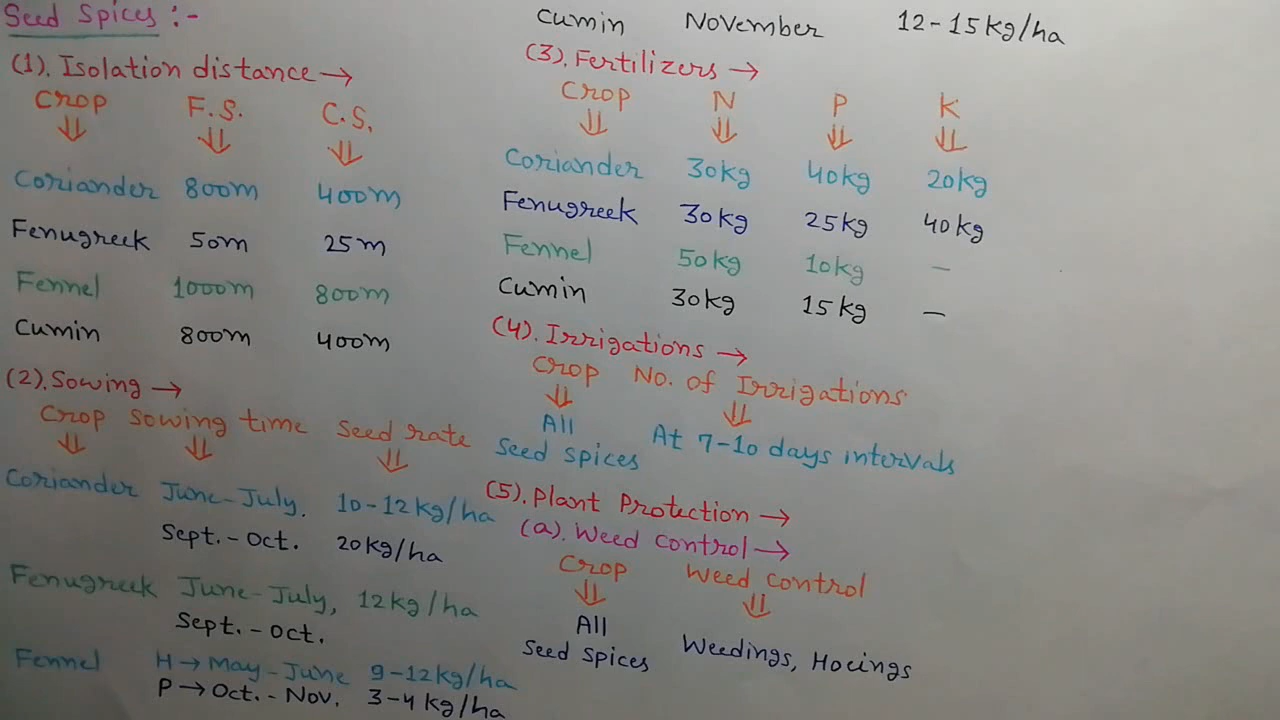 Seed Spices :-
(1). Isolation distance →
Crop F.S. C.S.
⇓ ⇓ ⇓
Coriander 800m 400m
Fenugreek 50m 25m
Fennel 1000m 800m
Cumin 800m 400m
(2). Sowing →
Crop Sowing time Seed rate
⇓ ⇓ ⇓
Coriander June-July, 10-12kg/ha
Sept.-Oct. 20kg/ha
Fenugreek June-July, 12kg/ha
Sept.-Oct.
Fennel H→May-June 9-12kg/ha
P→Oct.-Nov. 3-4kg/ha
Cumin November 12-15kg/ha
(3). Fertilizers →
Crop N P K
⇓ ⇓ ⇓ ⇓
Coriander 30kg 40kg 20kg
Fenugreek 30kg 25kg 40kg
Fennel 50kg 10kg -
Cumin 30kg 15kg -
(4). Irrigations →
Crop No. of Irrigations
⇓ ⇓
All At 7-10 days intervals
Seed spices
(5). Plant Protection →
(a). Weed control →
Crop Weed control
⇓ ⇓
All Weedings, Hoeings
Seed spices